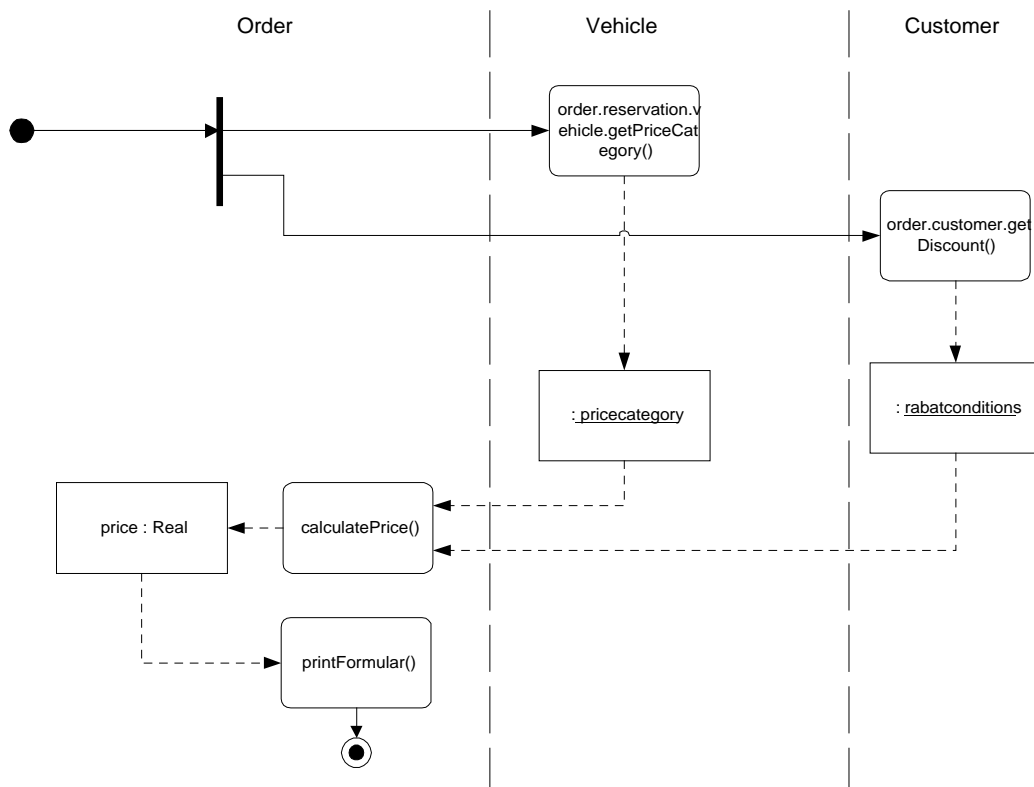 Order
Vehicle
Customer
order.reservation.v
ehicle.getPriceCat
egory()
order.customer.get
Discount()
: pricecategory
: rabatconditions
price : Real
calculatePrice()
printFormular()